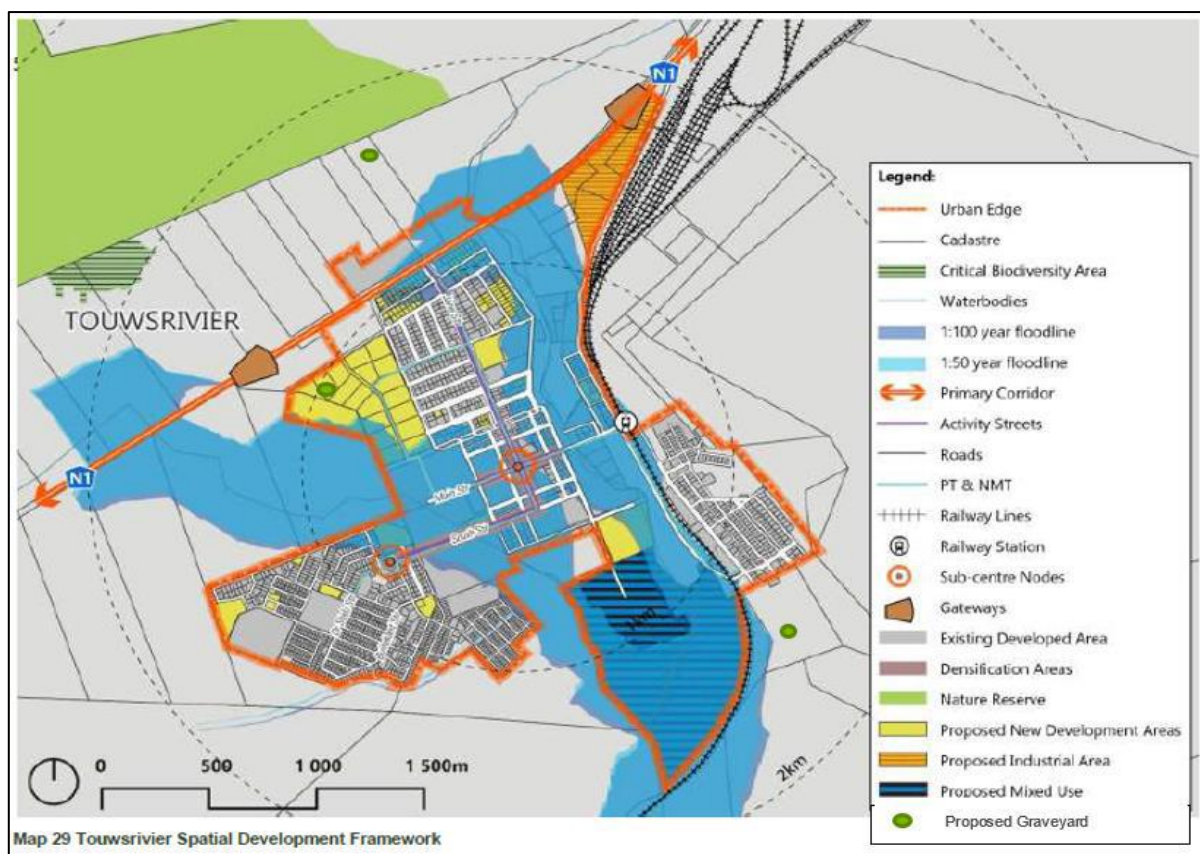 N1
TOUWSRIVIER
N1
Main Str
1km
2km
0 500 1 000 1 500m
Map 29 Touwsrivier Spatial Development Framework
Legend:
Urban Edge
Cadastre
Critical Biodiversity Area
Waterbodies
1:100 year floodline
1:50 year floodline
Primary Corridor
Activity Streets
Roads
PT & NMT
Railway Lines
Railway Station
Sub-centre Nodes
Gateways
Existing Developed Area
Densification Areas
Nature Reserve
Proposed New Development Areas
Proposed Industrial Area
Proposed Mixed Use
Proposed Graveyard